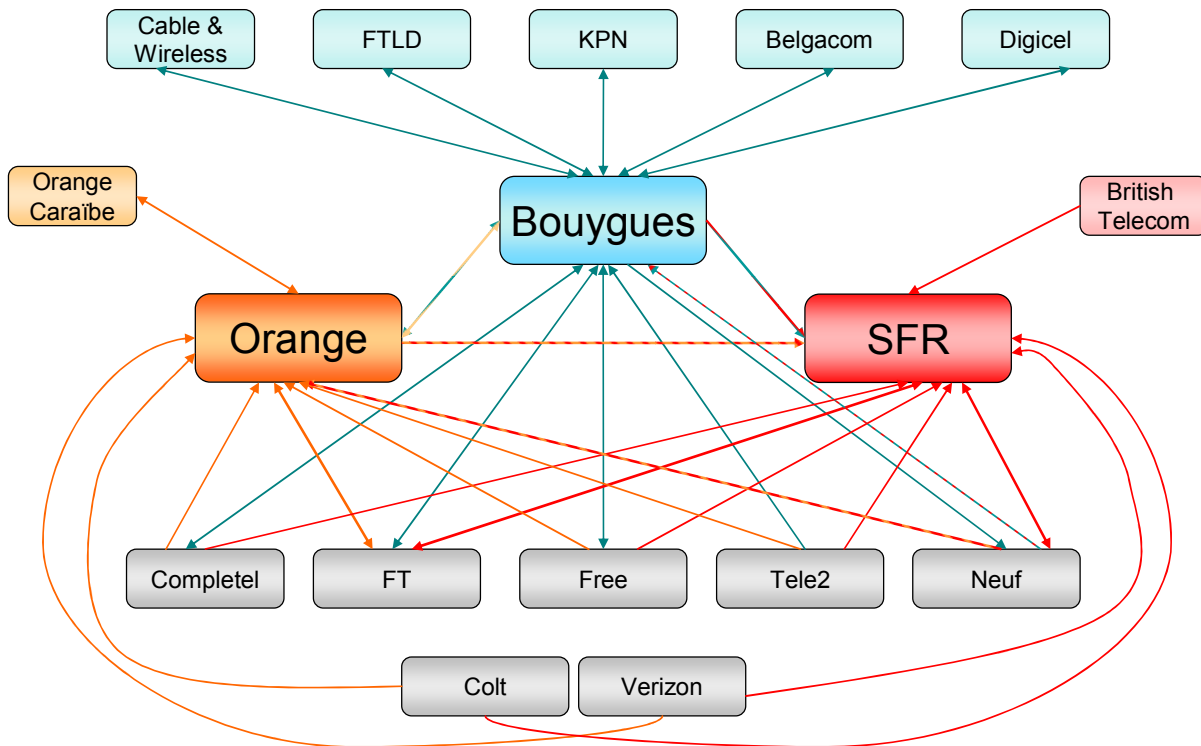 Cable &
Wireless
FTLD
KPN
Belgacom
Digicel
Orange
Caraïbe
Bouygues
British
Telecom
Orange
SFR
Completel
FT
Free
Tele2
Neuf
Colt
Verizon